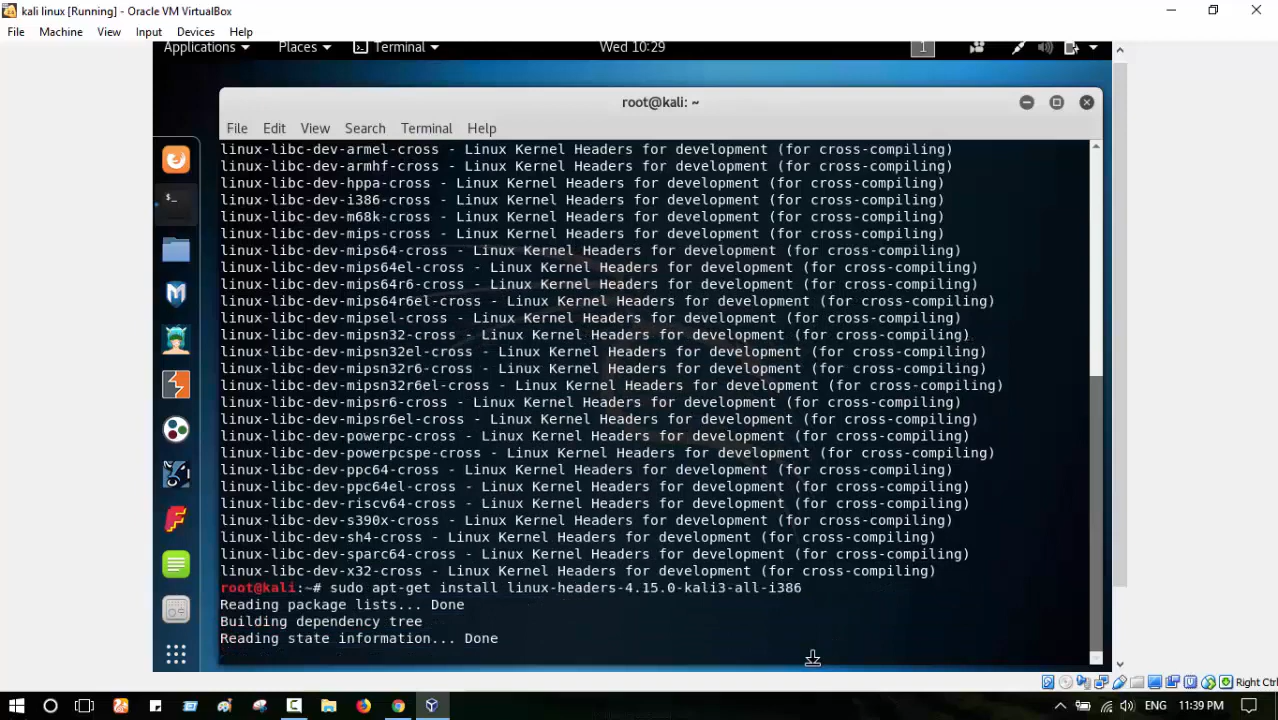 kali linux [Running] - Oracle VM VirtualBox
File Machine View Input Devices Help
Applications Places Terminal Wed 10:29 1
root@kali: ~
File Edit View Search Terminal Help
linux-libc-dev-armel-cross - Linux Kernel Headers for development (for cross-compiling)
linux-libc-dev-armhf-cross - Linux Kernel Headers for development (for cross-compiling)
linux-libc-dev-hppa-cross - Linux Kernel Headers for development (for cross-compiling)
linux-libc-dev-i386-cross - Linux Kernel Headers for development (for cross-compiling)
linux-libc-dev-m68k-cross - Linux Kernel Headers for development (for cross-compiling)
linux-libc-dev-mips-cross - Linux Kernel Headers for development (for cross-compiling)
linux-libc-dev-mips64-cross - Linux Kernel Headers for development (for cross-compiling)
linux-libc-dev-mips64el-cross - Linux Kernel Headers for development (for cross-compiling)
linux-libc-dev-mips64r6-cross - Linux Kernel Headers for development (for cross-compiling)
linux-libc-dev-mips64r6el-cross - Linux Kernel Headers for development (for cross-compiling)
linux-libc-dev-mipsel-cross - Linux Kernel Headers for development (for cross-compiling)
linux-libc-dev-mipsn32-cross - Linux Kernel Headers for development (for cross-compiling)
linux-libc-dev-mipsn32el-cross - Linux Kernel Headers for development (for cross-compiling)
linux-libc-dev-mipsn32r6-cross - Linux Kernel Headers for development (for cross-compiling)
linux-libc-dev-mipsn32r6el-cross - Linux Kernel Headers for development (for cross-compiling)
linux-libc-dev-mipsr6-cross - Linux Kernel Headers for development (for cross-compiling)
linux-libc-dev-mipsr6el-cross - Linux Kernel Headers for development (for cross-compiling)
linux-libc-dev-powerpc-cross - Linux Kernel Headers for development (for cross-compiling)
linux-libc-dev-powerpcspe-cross - Linux Kernel Headers for development (for cross-compiling)
linux-libc-dev-ppc64-cross - Linux Kernel Headers for development (for cross-compiling)
linux-libc-dev-ppc64el-cross - Linux Kernel Headers for development (for cross-compiling)
linux-libc-dev-riscv64-cross - Linux Kernel Headers for development (for cross-compiling)
linux-libc-dev-s390x-cross - Linux Kernel Headers for development (for cross-compiling)
linux-libc-dev-sh4-cross - Linux Kernel Headers for development (for cross-compiling)
linux-libc-dev-sparc64-cross - Linux Kernel Headers for development (for cross-compiling)
linux-libc-dev-x32-cross - Linux Kernel Headers for development (for cross-compiling)
root@kali:~# sudo apt-get install linux-headers-4.15.0-kali3-all-i386
Reading package lists... Done
Building dependency tree
Reading state information... Done
Right Ctrl
ENG 11:39 PM